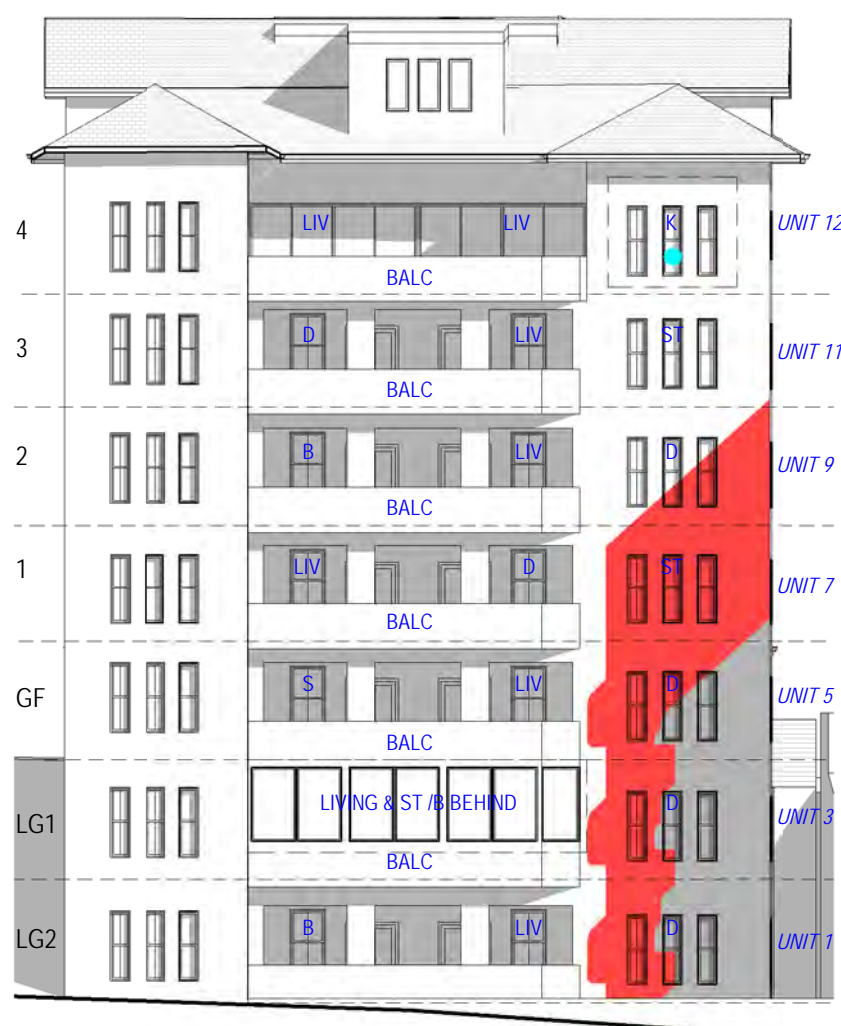 4 LIV LIV K UNIT 12
BALC
3 D LIV ST UNIT 11
BALC
2 B LIV D UNIT 9
BALC
1 LIV D ST UNIT 7
BALC
GF S LIV D UNIT 5
BALC
LG1 LIVING & ST /B BEHIND D UNIT 3
BALC
LG2 B LIV D UNIT 1